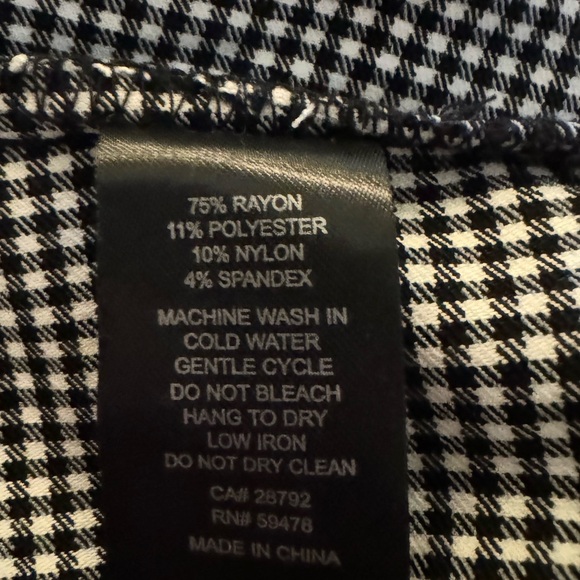 75% RAYON
11% POLYESTER
10% NYLON
4% SPANDEX
MACHINE WASH IN
COLD WATER
GENTLE CYCLE
DO NOT BLEACH
HANG TO DRY
LOW IRON
DO NOT DRY CLEAN
CA# 28792
RN# 59478
MADE IN CHINA